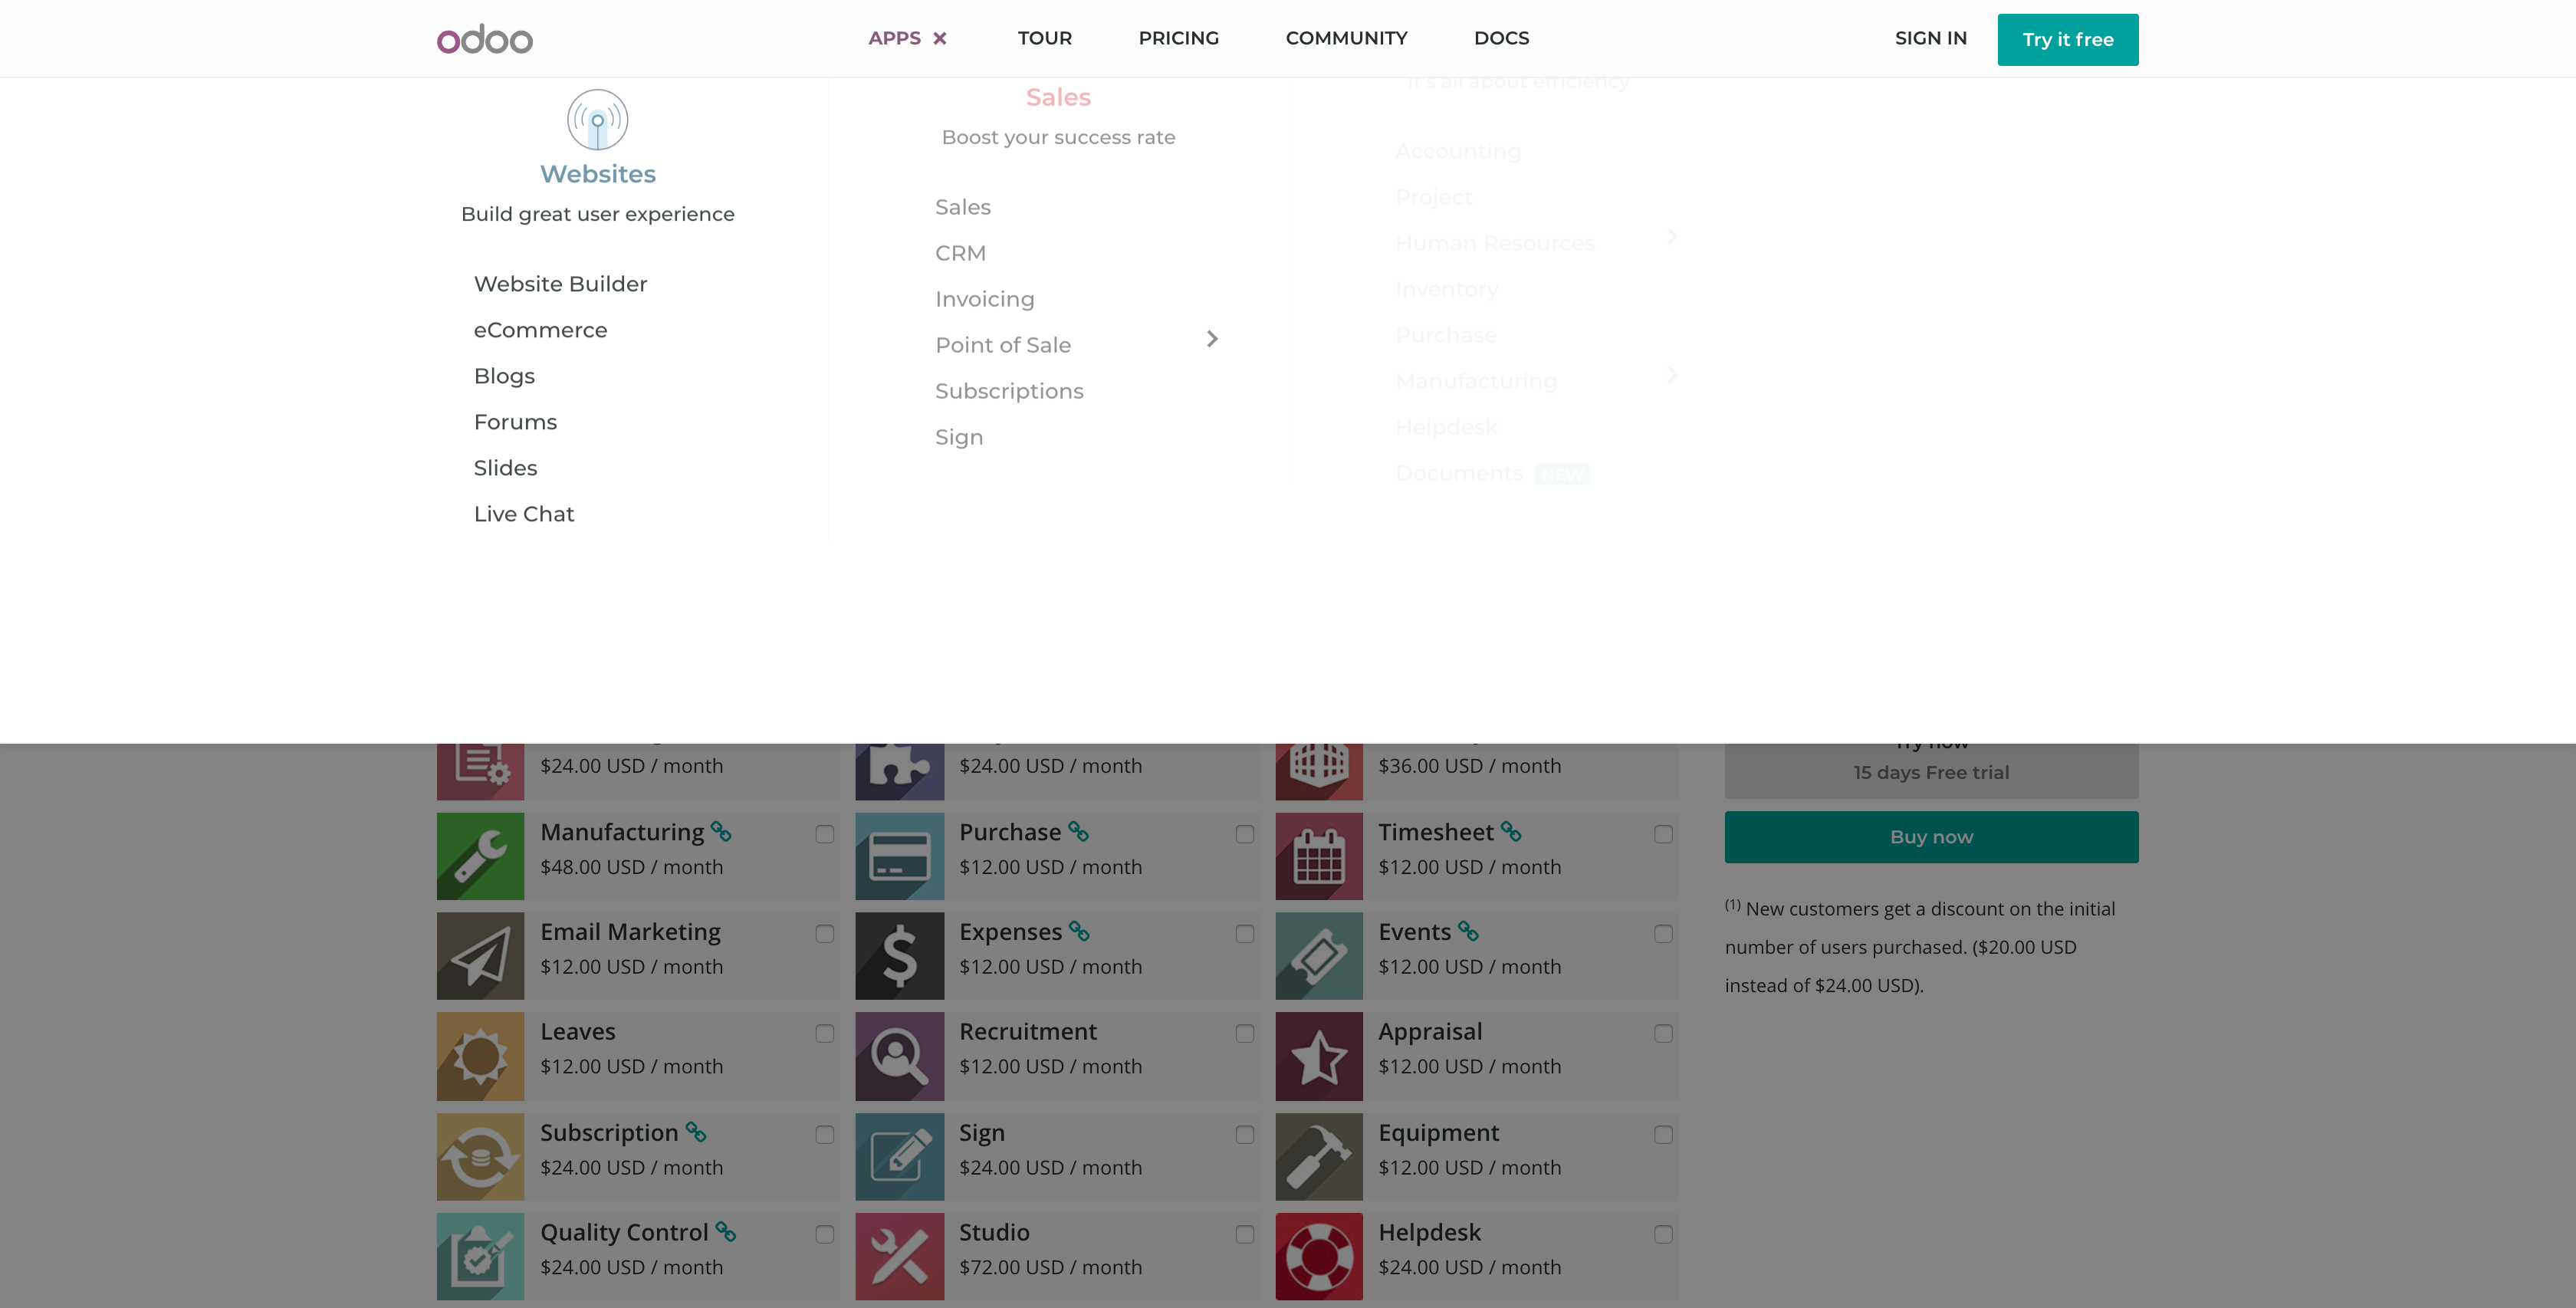 odoo
APPS
TOUR
PRICING
COMMUNITY
DOCS
SIGN IN
Try it free
Websites
Build great user experience
Website Builder
eCommerce
Blogs
Forums
Slides
Live Chat
Sales
Boost your success rate
Sales
CRM
Invoicing
Point of Sale
Subscriptions
Sign
It's all about efficiency
Accounting
Project
Human Resources
Inventory
Purchase
Manufacturing
Helpdesk
Documents NEW
$24.00 USD / month
$24.00 USD / month
$36.00 USD / month
Manufacturing
$48.00 USD / month
Purchase
$12.00 USD / month
Timesheet
$12.00 USD / month
Email Marketing
$12.00 USD / month
Expenses
$12.00 USD / month
Events
$12.00 USD / month
Leaves
$12.00 USD / month
Recruitment
$12.00 USD / month
Appraisal
$12.00 USD / month
Subscription
$24.00 USD / month
Sign
$24.00 USD / month
Equipment
$12.00 USD / month
Quality Control
$24.00 USD / month
Studio
$72.00 USD / month
Helpdesk
$24.00 USD / month
Try now
15 days Free trial
Buy now
(1) New customers get a discount on the initial
number of users purchased. ($20.00 USD
instead of $24.00 USD).